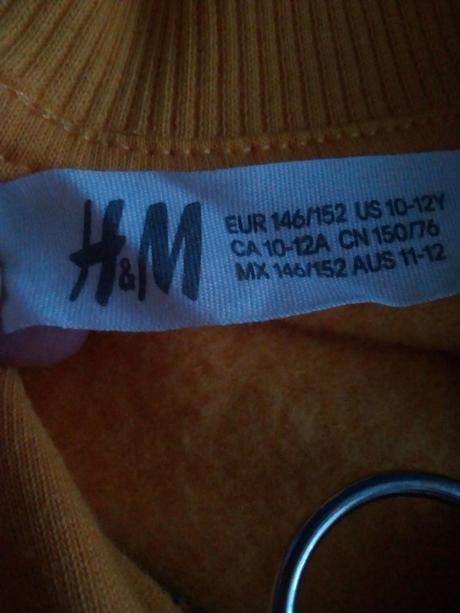 H&M
EUR 146/152 US 10-12Y
CA 10-12A CN 150/76
MX 146/152 AUS 11-12